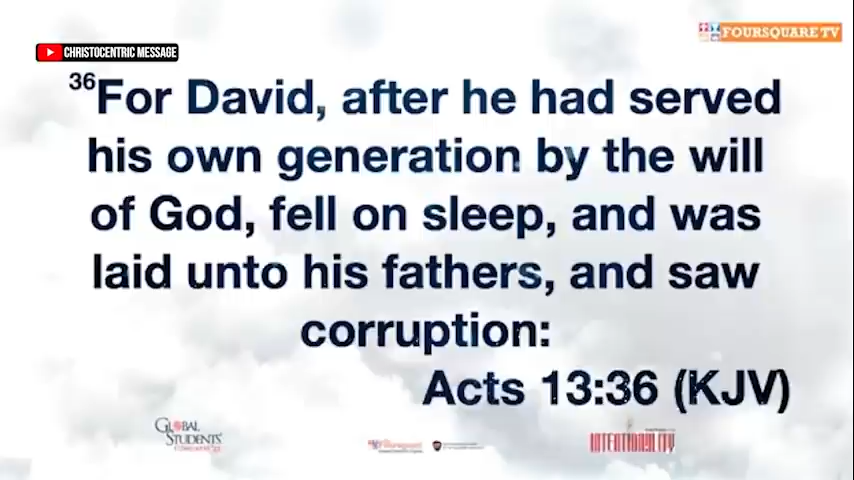 CHRISTOCENTRIC MESSAGE
FOURSQUARE TV
36For David, after he had served
his own generation by the will
of God, fell on sleep, and was
laid unto his fathers, and saw
corruption:
Acts 13:36 (KJV)
GLOBAL
STUDENTS'
INTENTIONALITY